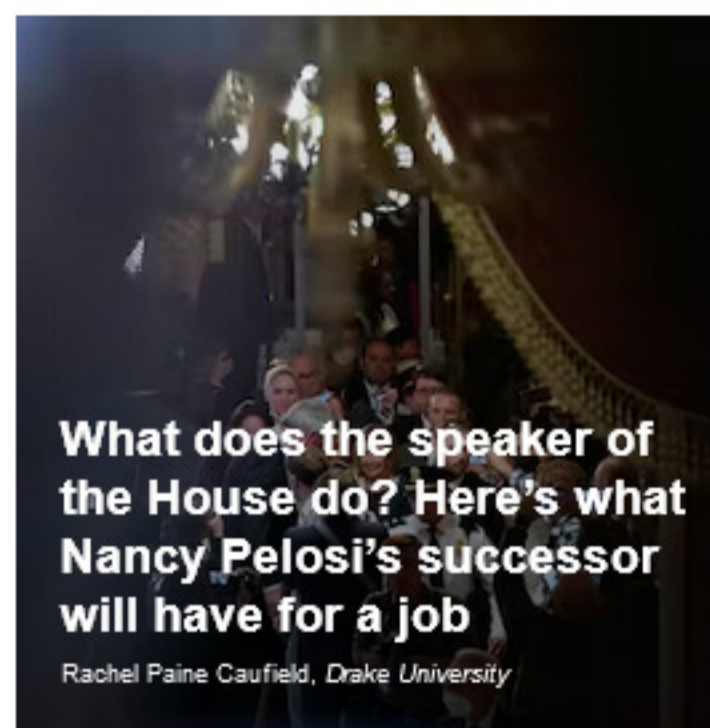 What does the speaker of
the House do? Here’s what
Nancy Pelosi’s successor
will have for a job
Rachel Paine Caufield, Drake University